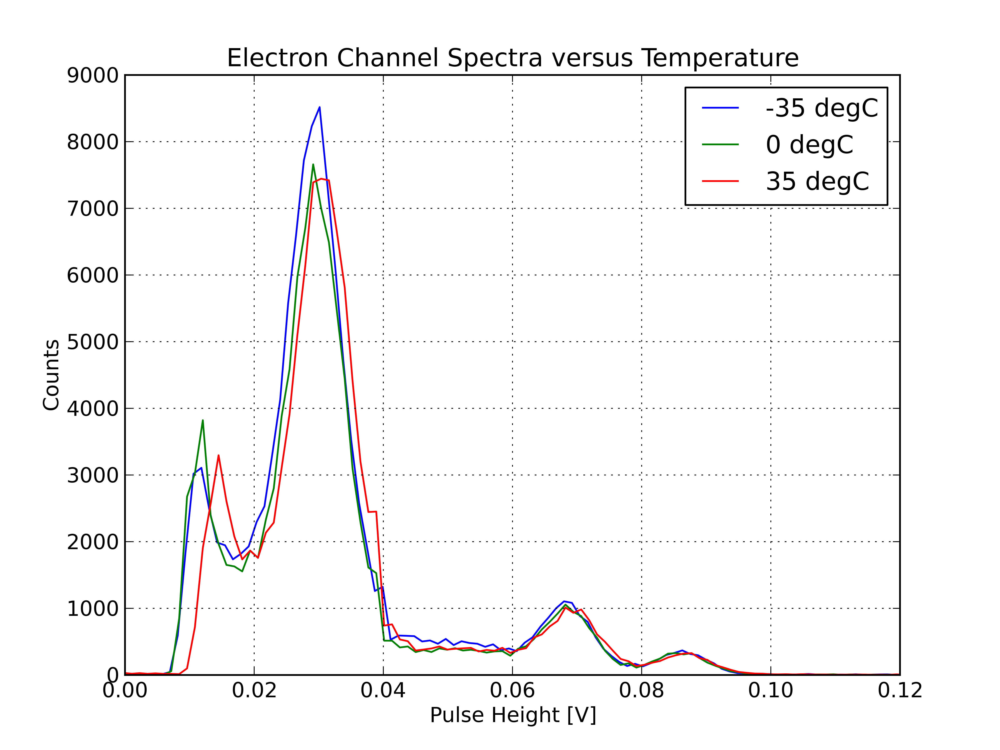 Electron Channel Spectra versus Temperature
9000
8000
7000
6000
5000
4000
3000
2000
1000
0
Counts
-35 degC
0 degC
35 degC
0.00 0.02 0.04 0.06 0.08 0.10 0.12
Pulse Height [V]